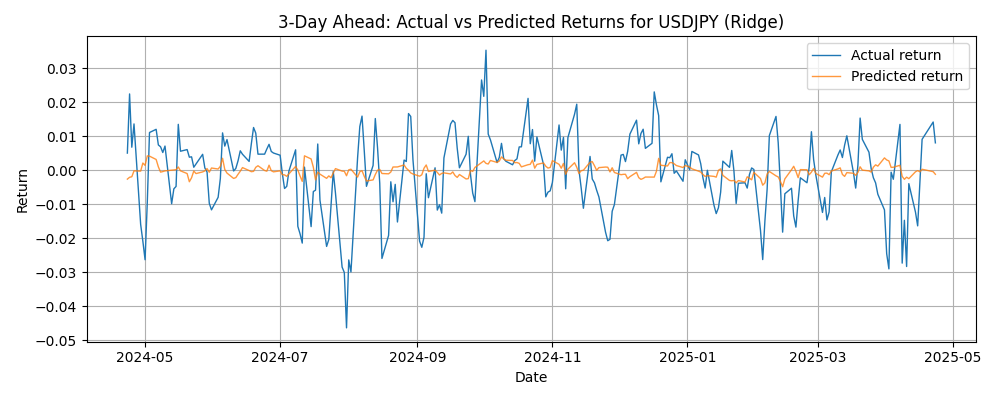 3-Day Ahead: Actual vs Predicted Returns for USDJPY (Ridge)
Actual return
Predicted return
Return
0.03
0.02
0.01
0.00
−0.01
−0.02
−0.03
−0.04
−0.05
2024-05 2024-07 2024-09 2024-11 2025-01 2025-03 2025-05
Date